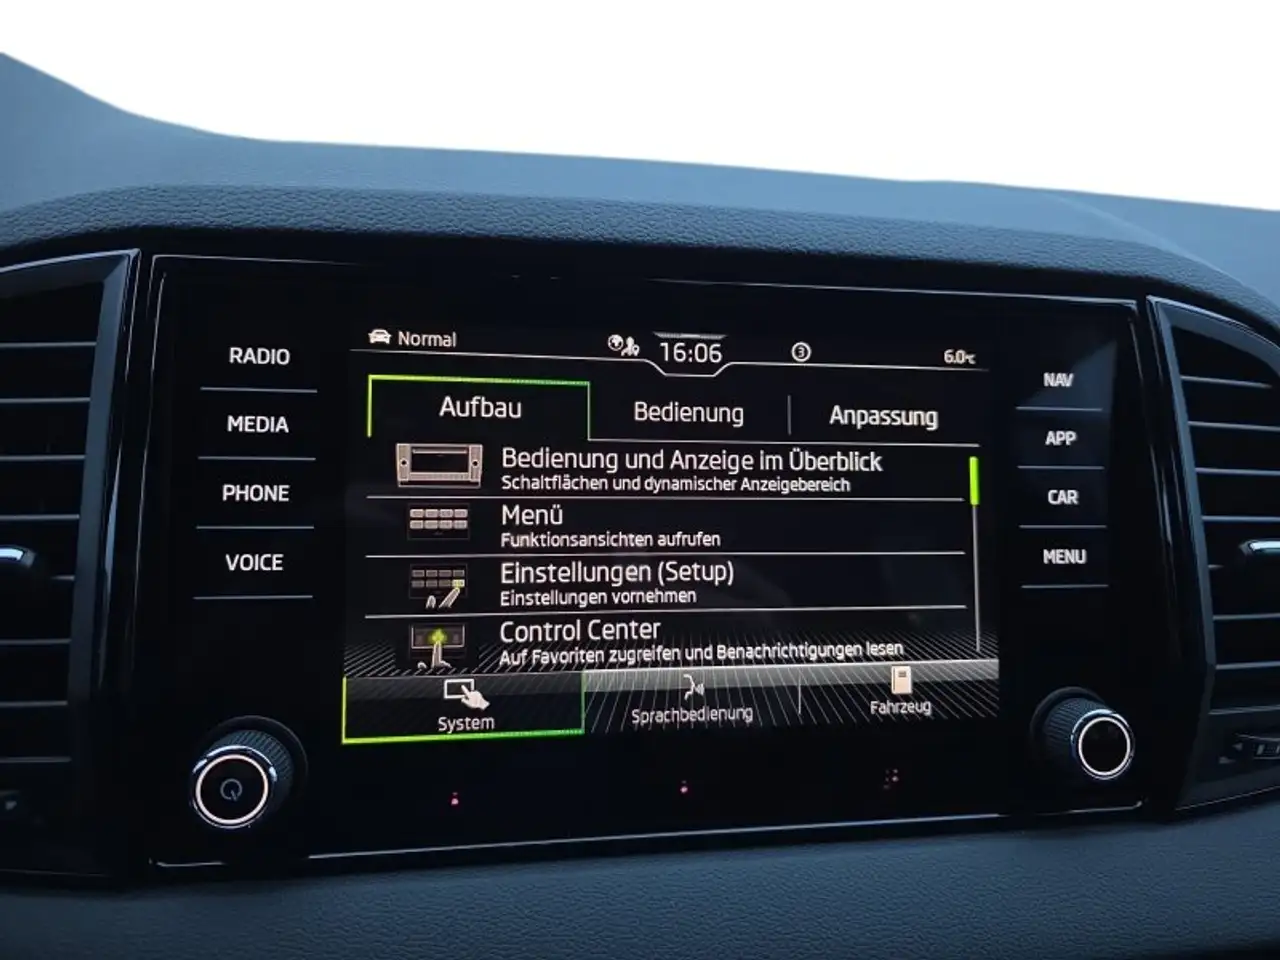 RADIO
MEDIA
PHONE
VOICE
Normal
16:06
3
6.0°C
Aufbau
Bedienung
Anpassung
Bedienung und Anzeige im Überblick
Schaltflächen und dynamischer Anzeigebereich
Menü
Funktionsansichten aufrufen
Einstellungen (Setup)
Einstellungen vornehmen
Control Center
Auf Favoriten zugreifen und Benachrichtigungen lesen
System
Sprachbedienung
Fahrzeug
NAV
APP
CAR
MENU